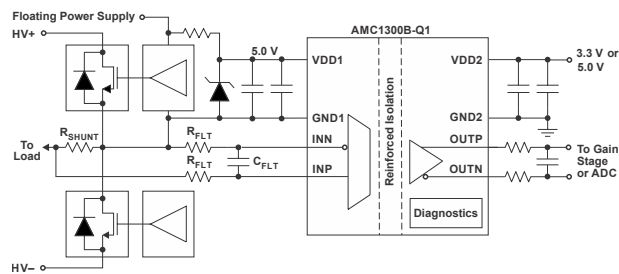 Floating Power Supply
HV+
AMC1300B-Q1
5.0 V
VDD1
VDD2
3.3 V or
5.0 V
Reinforced Isolation
GND1
GND2
To
Load
RSHUNT
RFLT
INN
OUTP
To Gain
Stage
or ADC
CFLT
RFLT
INP
OUTN
Diagnostics
HV–